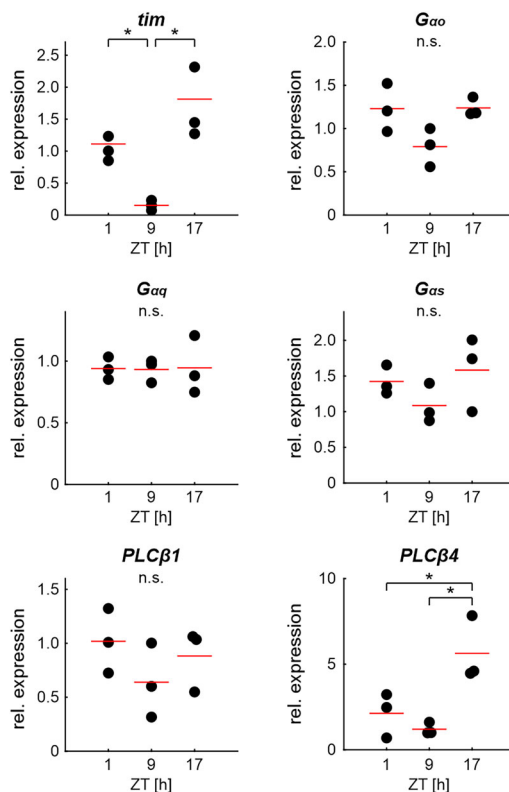 tim
* *
rel. expression
2.5
2.0
1.5
1.0
0.5
0
1 9 17
ZT [h]
Gαo
n.s.
rel. expression
2.0
1.5
1.0
0.5
0
1 9 17
ZT [h]
Gαq
n.s.
rel. expression
1.0
0.5
0
1 9 17
ZT [h]
Gαs
n.s.
rel. expression
2.0
1.5
1.0
0.5
0
1 9 17
ZT [h]
PLCβ1
n.s.
rel. expression
1.5
1.0
0.5
0
1 9 17
ZT [h]
PLCβ4
*
*
rel. expression
10
5
0
1 9 17
ZT [h]